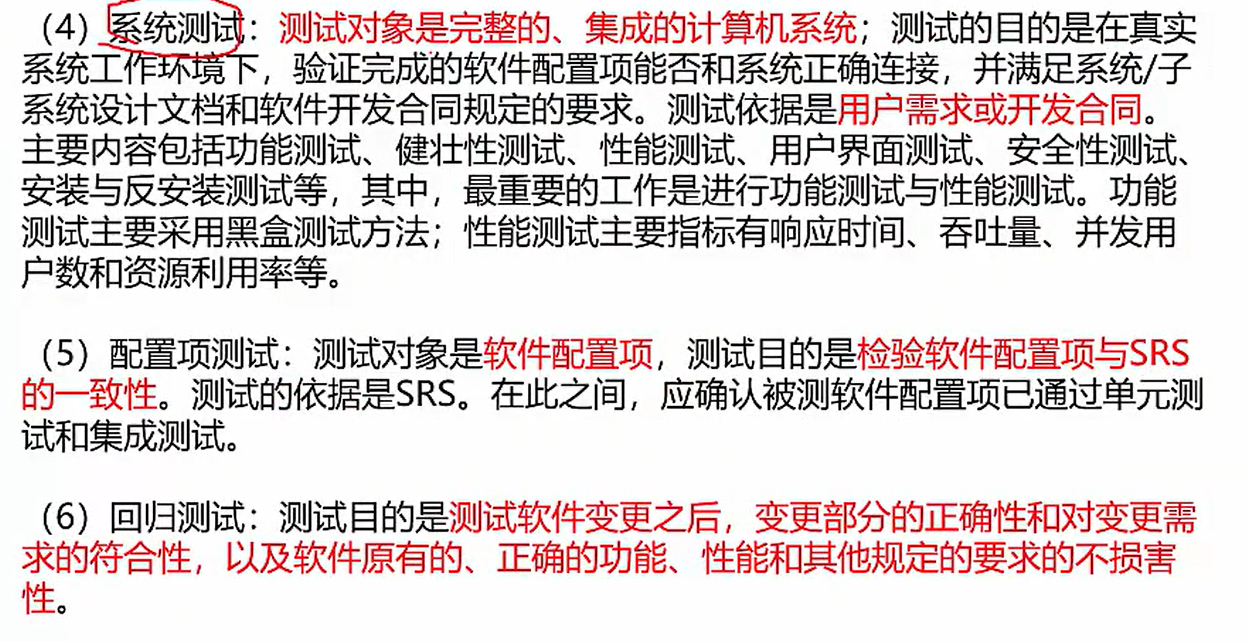 （4）系统测试：测试对象是完整的、集成的计算机系统；测试的目的是在真实
系统工作环境下，验证完成的软件配置项能否和系统正确连接，并满足系统/子
系统设计文档和软件开发合同规定的要求。测试依据是用户需求或开发合同。
主要内容包括功能测试、健壮性测试、性能测试、用户界面测试、安全性测试、
安装与反安装测试等，其中，最重要的工作是进行功能测试与性能测试。功能
测试主要采用黑盒测试方法；性能测试主要指标有响应时间、吞吐量、并发用
户数和资源利用率等。
（5）配置项测试：测试对象是软件配置项，测试目的是检验软件配置项与SRS
的一致性。测试的依据是SRS。在此之间，应确认被测软件配置项已通过单元测
试和集成测试。
（6）回归测试：测试目的是测试软件变更之后，变更部分的正确性和对变更需
求的符合性，以及软件原有的、正确的功能、性能和其他规定的要求的不损害
性。